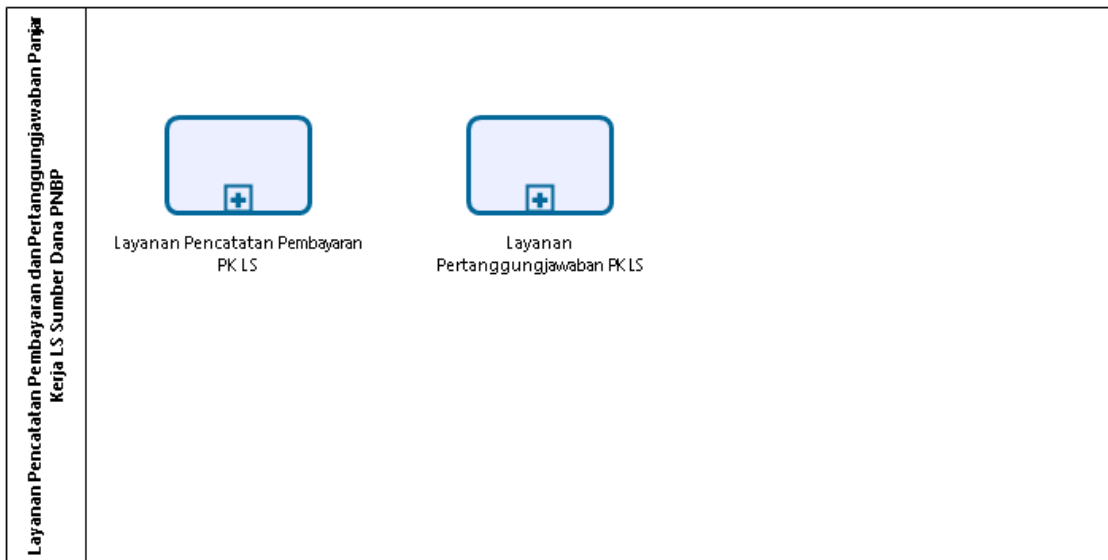 Layanan Pencatatan Pembayaran dan Pertanggungjawaban Panjar
Kerja LS Sumber Dana PNBP
Layanan Pencatatan Pembayaran
PK LS
Layanan
Pertanggungjawaban PK LS